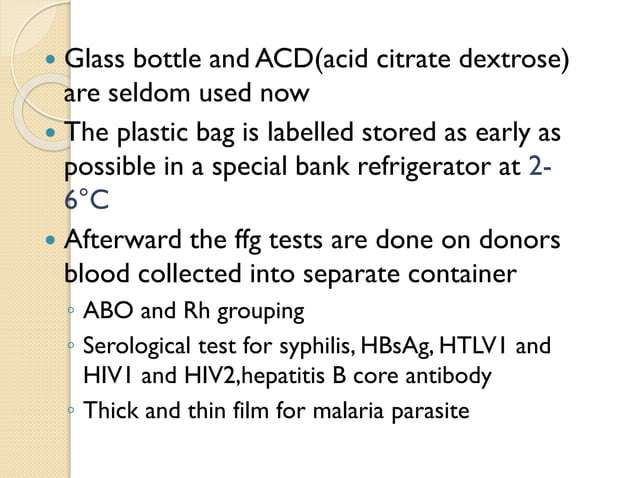 • Glass bottle and ACD(acid citrate dextrose)
are seldom used now
• The plastic bag is labelled stored as early as
possible in a special bank refrigerator at 2-
6°C
• Afterward the ffg tests are done on donors
blood collected into separate container
◦ ABO and Rh grouping
◦ Serological test for syphilis, HBsAg, HTLV1 and
HIV1 and HIV2,hepatitis B core antibody
◦ Thick and thin film for malaria parasite